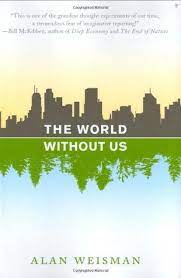 "This is one of the grandest thought experiments of our time,
a tremendous feat of imaginative reporting!"
—Bill McKibben, author of Deep Economy and The End of Nature
THE WORLD
WITHOUT US
ALAN WEISMAN